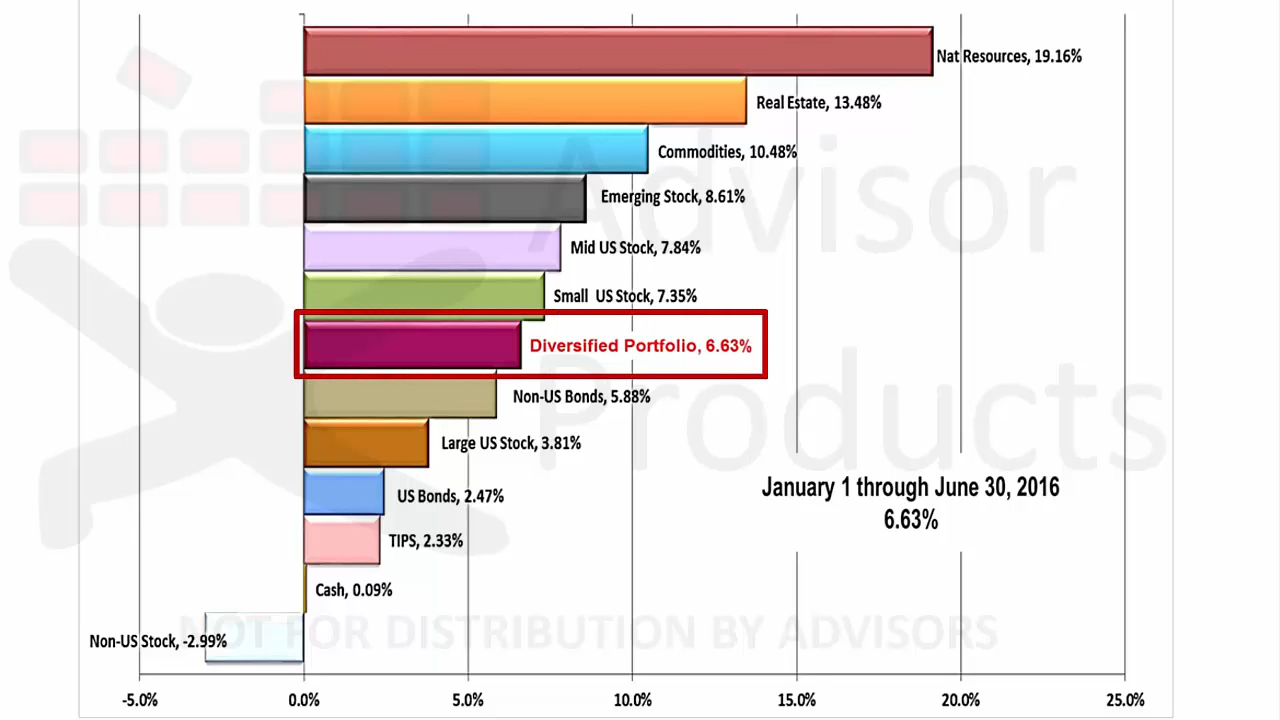 Nat Resources, 19.16%
Real Estate, 13.48%
Commodities, 10.48%
Emerging Stock, 8.61%
Mid US Stock, 7.84%
Small US Stock, 7.35%
Diversified Portfolio, 6.63%
Non-US Bonds, 5.88%
Large US Stock, 3.81%
US Bonds, 2.47%
TIPS, 2.33%
Cash, 0.09%
Non-US Stock, -2.99%
January 1 through June 30, 2016
6.63%
-5.0% 0.0% 5.0% 10.0% 15.0% 20.0% 25.0%
Advisor
Products
NOT FOR DISTRIBUTION BY ADVISORS